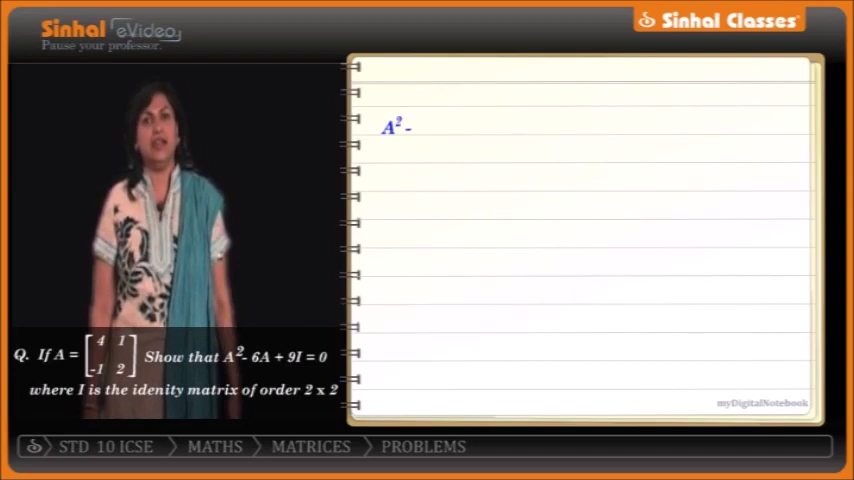 Sinhal eVideo
Pause your professor.
Sinhal Classes
A² -
Q. If A = [ 4 1
-1 2 ] Show that A² - 6A + 9I = 0
where I is the idenity matrix of order 2 x 2
myDigitalNotebook
STD 10 ICSE MATHS MATRICES PROBLEMS